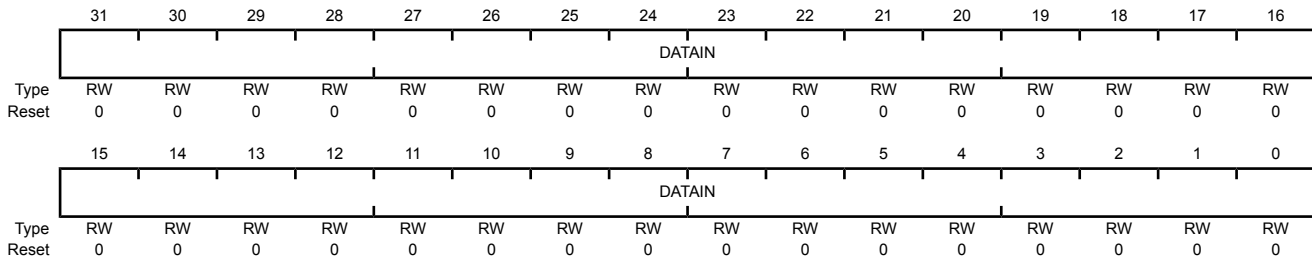 31 30 29 28 27 26 25 24 23 22 21 20 19 18 17 16
DATAIN
Type RW RW RW RW RW RW RW RW RW RW RW RW RW RW RW RW
Reset 0 0 0 0 0 0 0 0 0 0 0 0 0 0 0 0
15 14 13 12 11 10 9 8 7 6 5 4 3 2 1 0
DATAIN
Type RW RW RW RW RW RW RW RW RW RW RW RW RW RW RW RW
Reset 0 0 0 0 0 0 0 0 0 0 0 0 0 0 0 0